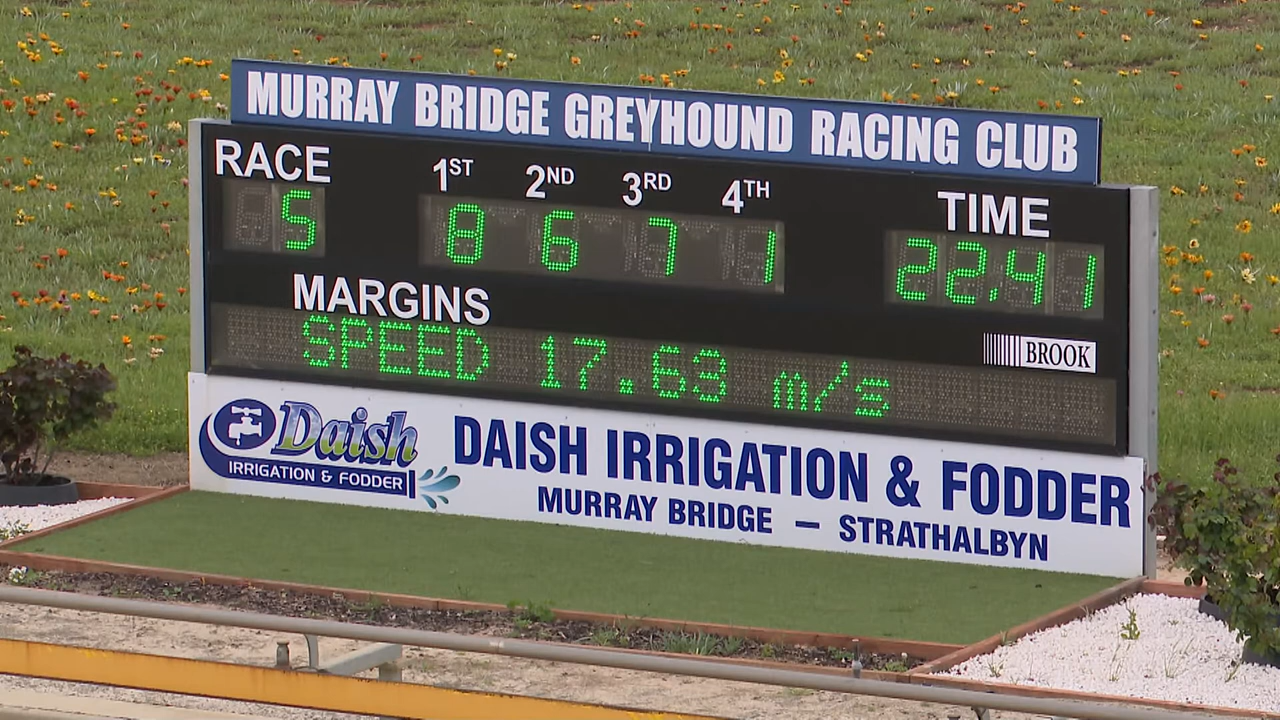 MURRAY BRIDGE GREYHOUND RACING CLUB
RACE 1ST 2ND 3RD 4TH TIME
5 8 6 7 1 22.41
MARGINS
SPEED 17.63 m/s
BROOK
Daish
IRRIGATION & FODDER
DAISH IRRIGATION & FODDER
MURRAY BRIDGE – STRATHALBYN